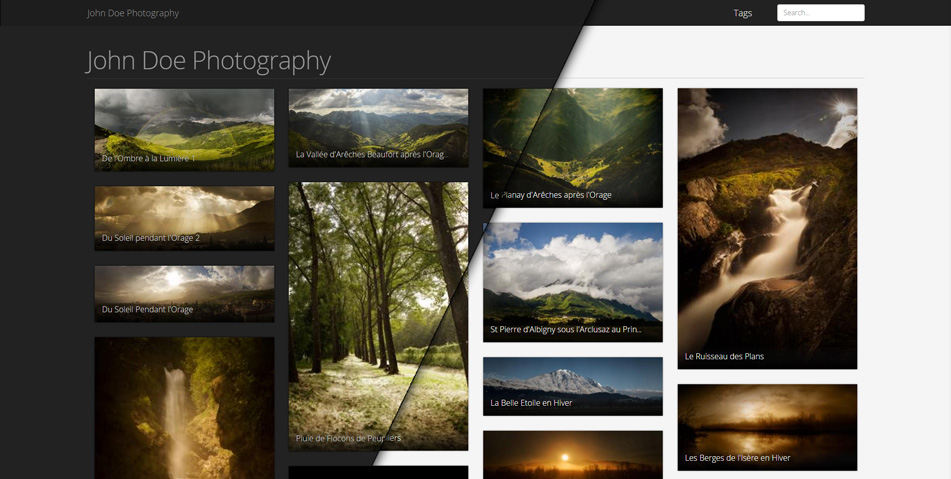 John Doe Photography
Tags
Search...
John Doe Photography
De l'Ombre à la Lumière 1
La Vallée d'Arêches Beaufort après l'Orag...
Le Planay d'Arêches après l'Orage
Du Soleil pendant l'Orage 2
Du Soleil Pendant l'Orage
St Pierre d'Albigny sous l'Arclusaz au Prin...
Le Ruisseau des Plans
La Belle Etoile en Hiver
Pluie de Flocons de Peupliers
Les Berges de l'Isère en Hiver